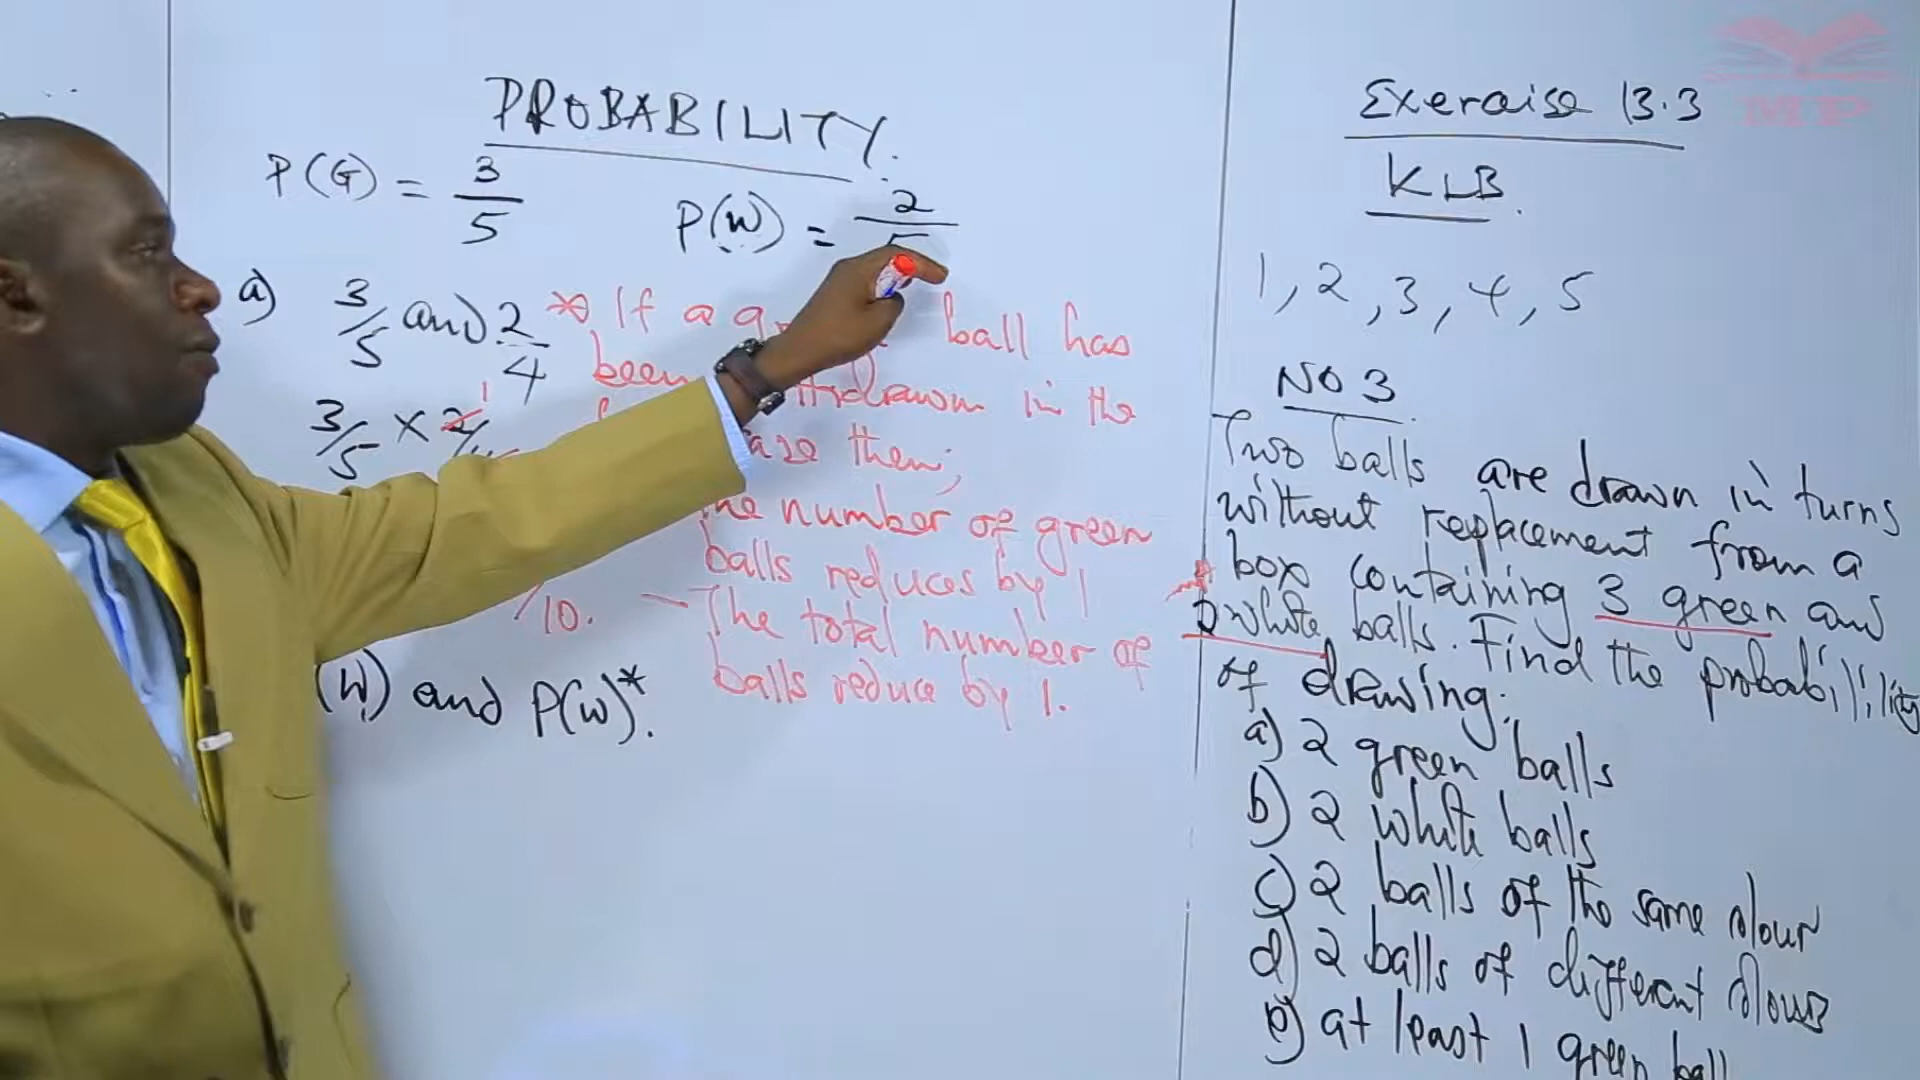 PROBABILITY.
P(G) = 3/5
P(W) = 2/5
a) 3/5 and 2/4
3/5 × 2/4
1
/10.
(W) and P(W)*.
* If a ball has
been withdrawn in the
then;
number of green
balls reduces by 1
- The total number of
balls reduce by 1.
Exercise 13.3
KLB.
1, 2, 3, 4, 5
NO 3.
Two balls are drawn in turns
without replacement from a
box containing 3 green and
2 white balls. Find the probability
of drawing:
a) 2 green balls
b) 2 white balls
c) 2 balls of the same colour
d) 2 balls of different colours
e) at least 1 green ball